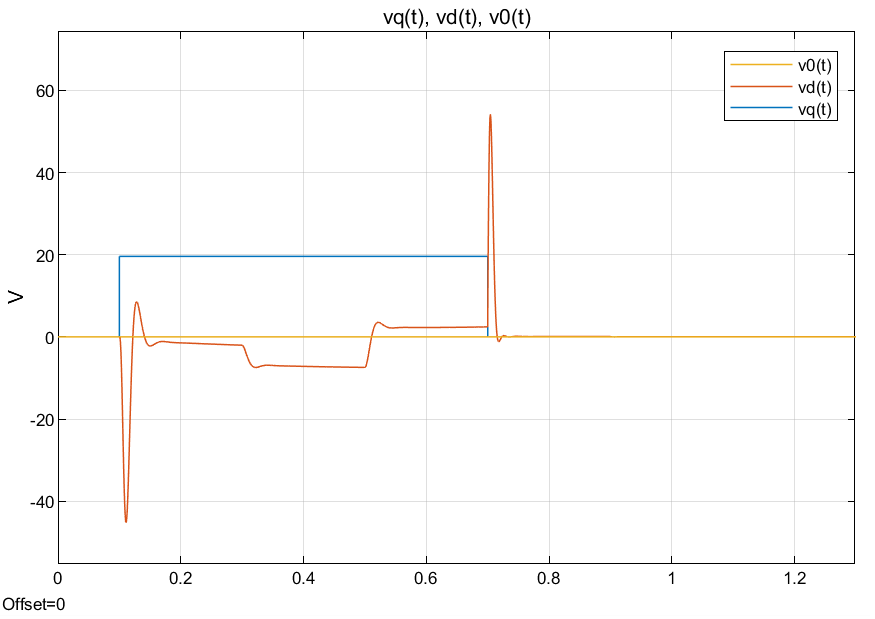 vq(t), vd(t), v0(t)
v0(t)
vd(t)
vq(t)
V
60
40
20
0
-20
-40
0 0.2 0.4 0.6 0.8 1 1.2
Offset=0